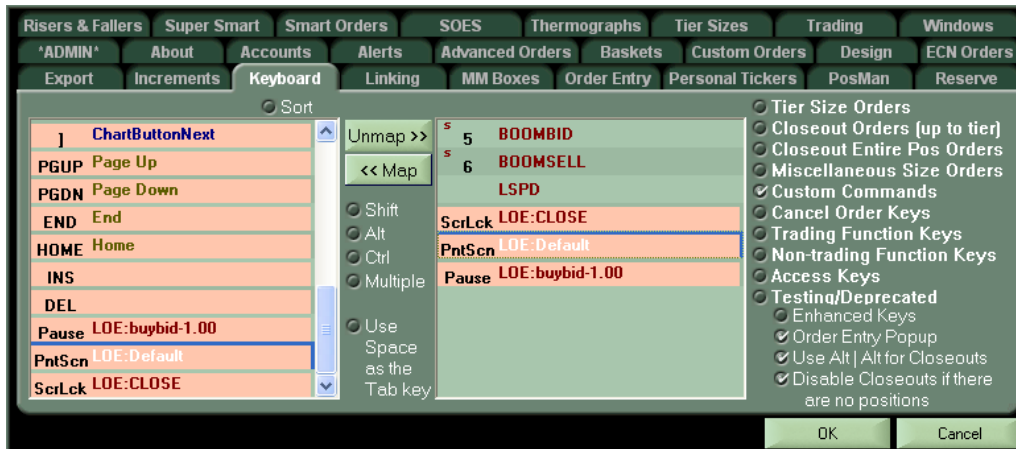 Risers & Fallers Super Smart Smart Orders SOES Thermographs Tier Sizes Trading Windows
*ADMIN* About Accounts Alerts Advanced Orders Baskets Custom Orders Design ECN Orders
Export Increments Keyboard Linking MM Boxes Order Entry Personal Tickers PosMan Reserve
Sort
] ChartButtonNext
PGUP Page Up
PGDN Page Down
END End
HOME Home
INS
DEL
Pause LOE:buybid-1.00
PntScn LOE:Default
ScrLck LOE:CLOSE
Unmap >>
<< Map
Shift
Alt
Ctrl
Multiple
Use
Space
as the
Tab key
s 5 BOOMBID
s 6 BOOMSELL
LSPD
ScrLck LOE:CLOSE
PntScn LOE:Default
Pause LOE:buybid-1.00
Tier Size Orders
Closeout Orders (up to tier)
Closeout Entire Pos Orders
Miscellaneous Size Orders
Custom Commands
Cancel Order Keys
Trading Function Keys
Non-trading Function Keys
Access Keys
Testing/Deprecated
Enhanced Keys
Order Entry Popup
Use Alt | Alt for Closeouts
Disable Closeouts if there
are no positions
OK Cancel